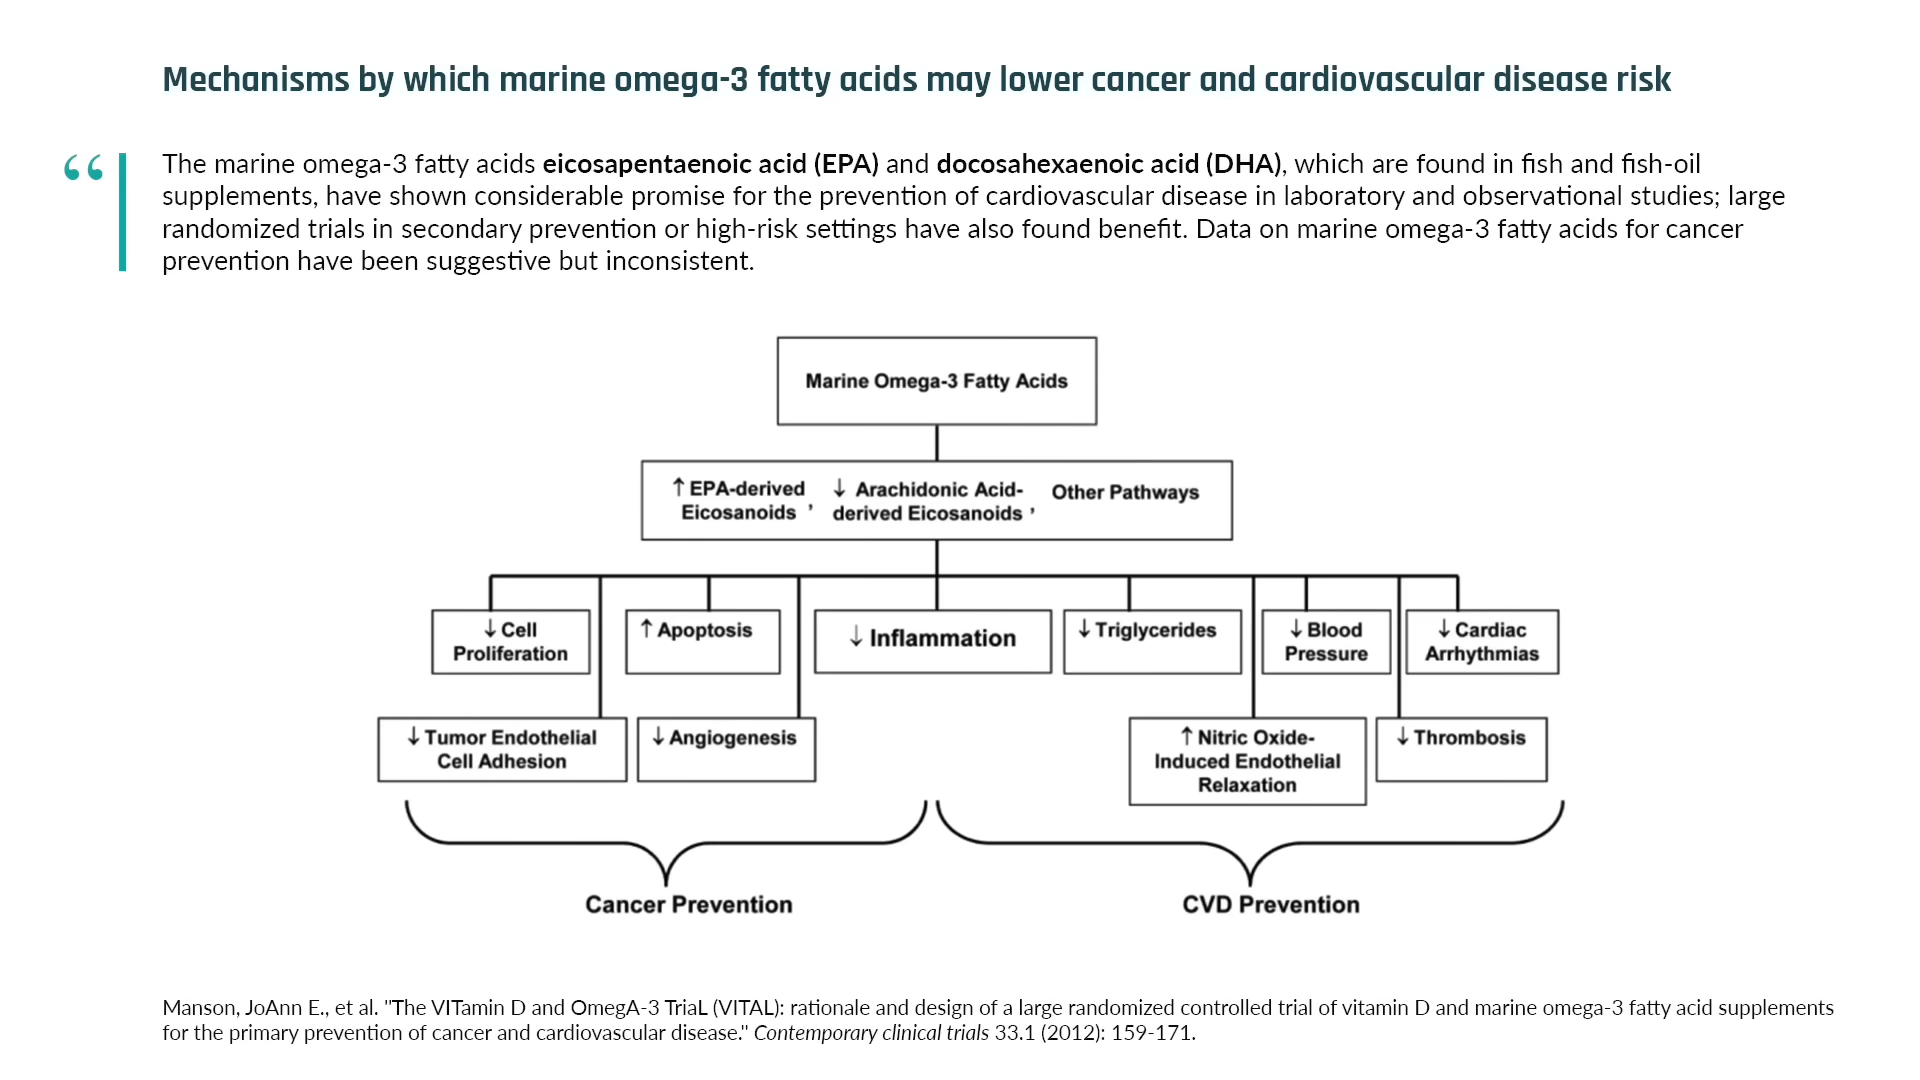 Mechanisms by which marine omega-3 fatty acids may lower cancer and cardiovascular disease risk
“
The marine omega-3 fatty acids eicosapentaenoic acid (EPA) and docosahexaenoic acid (DHA), which are found in fish and fish-oil
supplements, have shown considerable promise for the prevention of cardiovascular disease in laboratory and observational studies; large
randomized trials in secondary prevention or high-risk settings have also found benefit. Data on marine omega-3 fatty acids for cancer
prevention have been suggestive but inconsistent.
Marine Omega-3 Fatty Acids
↑ EPA-derived
Eicosanoids ,
↓ Arachidonic Acid-
derived Eicosanoids ,
Other Pathways
↓ Cell
Proliferation
↑ Apoptosis
↓ Inflammation
↓ Triglycerides
↓ Blood
Pressure
↓ Cardiac
Arrhythmias
↓ Tumor Endothelial
Cell Adhesion
↓ Angiogenesis
↑ Nitric Oxide-
Induced Endothelial
Relaxation
↓ Thrombosis
Cancer Prevention
CVD Prevention
Manson, JoAnn E., et al. "The VITamin D and OmegA-3 TriaL (VITAL): rationale and design of a large randomized controlled trial of vitamin D and marine omega-3 fatty acid supplements
for the primary prevention of cancer and cardiovascular disease." Contemporary clinical trials 33.1 (2012): 159-171.